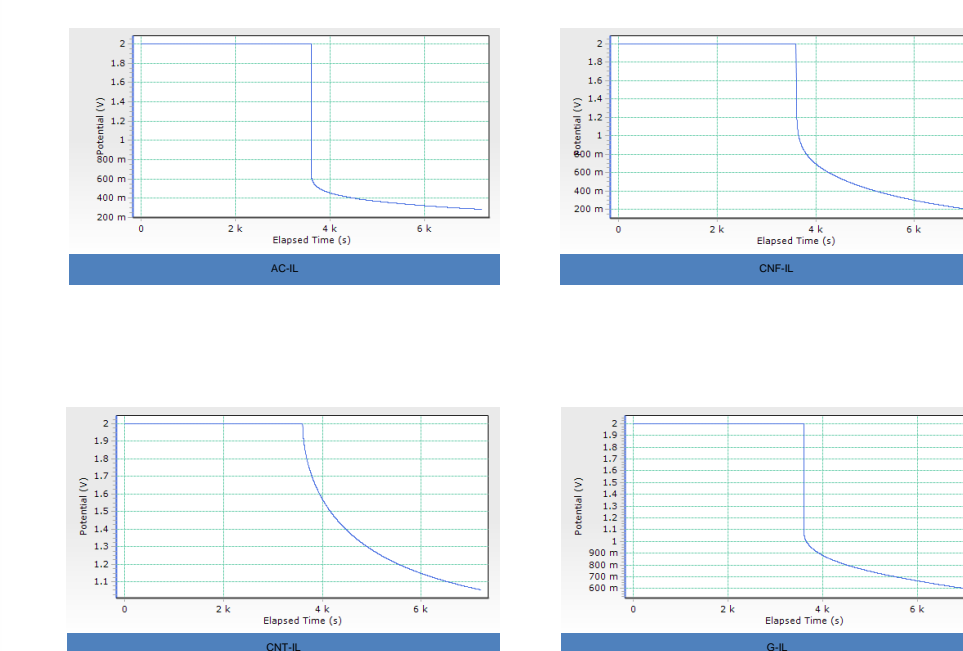 2
1.8
1.6
1.4
1.2
1
800 m
600 m
400 m
200 m
Potential (V)
0 2 k 4 k 6 k
Elapsed Time (s)
AC-IL
2
1.8
1.6
1.4
1.2
1
800 m
600 m
400 m
200 m
Potential (V)
0 2 k 4 k 6 k
Elapsed Time (s)
CNF-IL
2
1.9
1.8
1.7
1.6
1.5
1.4
1.3
1.2
1.1
Potential (V)
0 2 k 4 k 6 k
Elapsed Time (s)
CNT-IL
2
1.9
1.8
1.7
1.6
1.5
1.4
1.3
1.2
1.1
1
900 m
800 m
700 m
600 m
Potential (V)
0 2 k 4 k 6 k
Elapsed Time (s)
G-IL